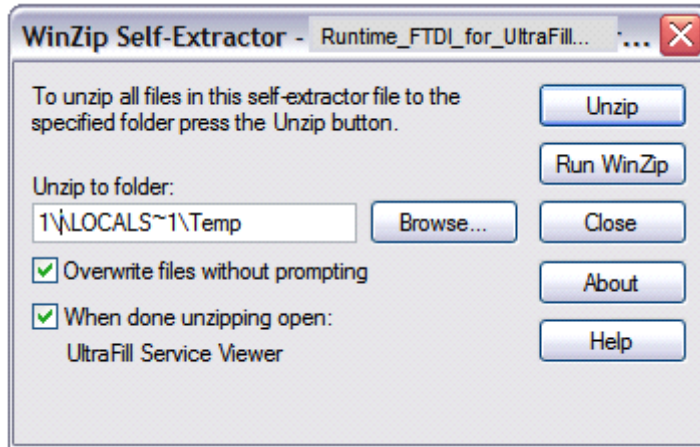 WinZip Self-Extractor - Runtime_FTDI_for_UltraFill... r...
To unzip all files in this self-extractor file to the
specified folder press the Unzip button.
Unzip
Run WinZip
Unzip to folder:
1\j\LOCALS~1\Temp
Browse...
Close
Overwrite files without prompting
About
When done unzipping open:
UltraFill Service Viewer
Help